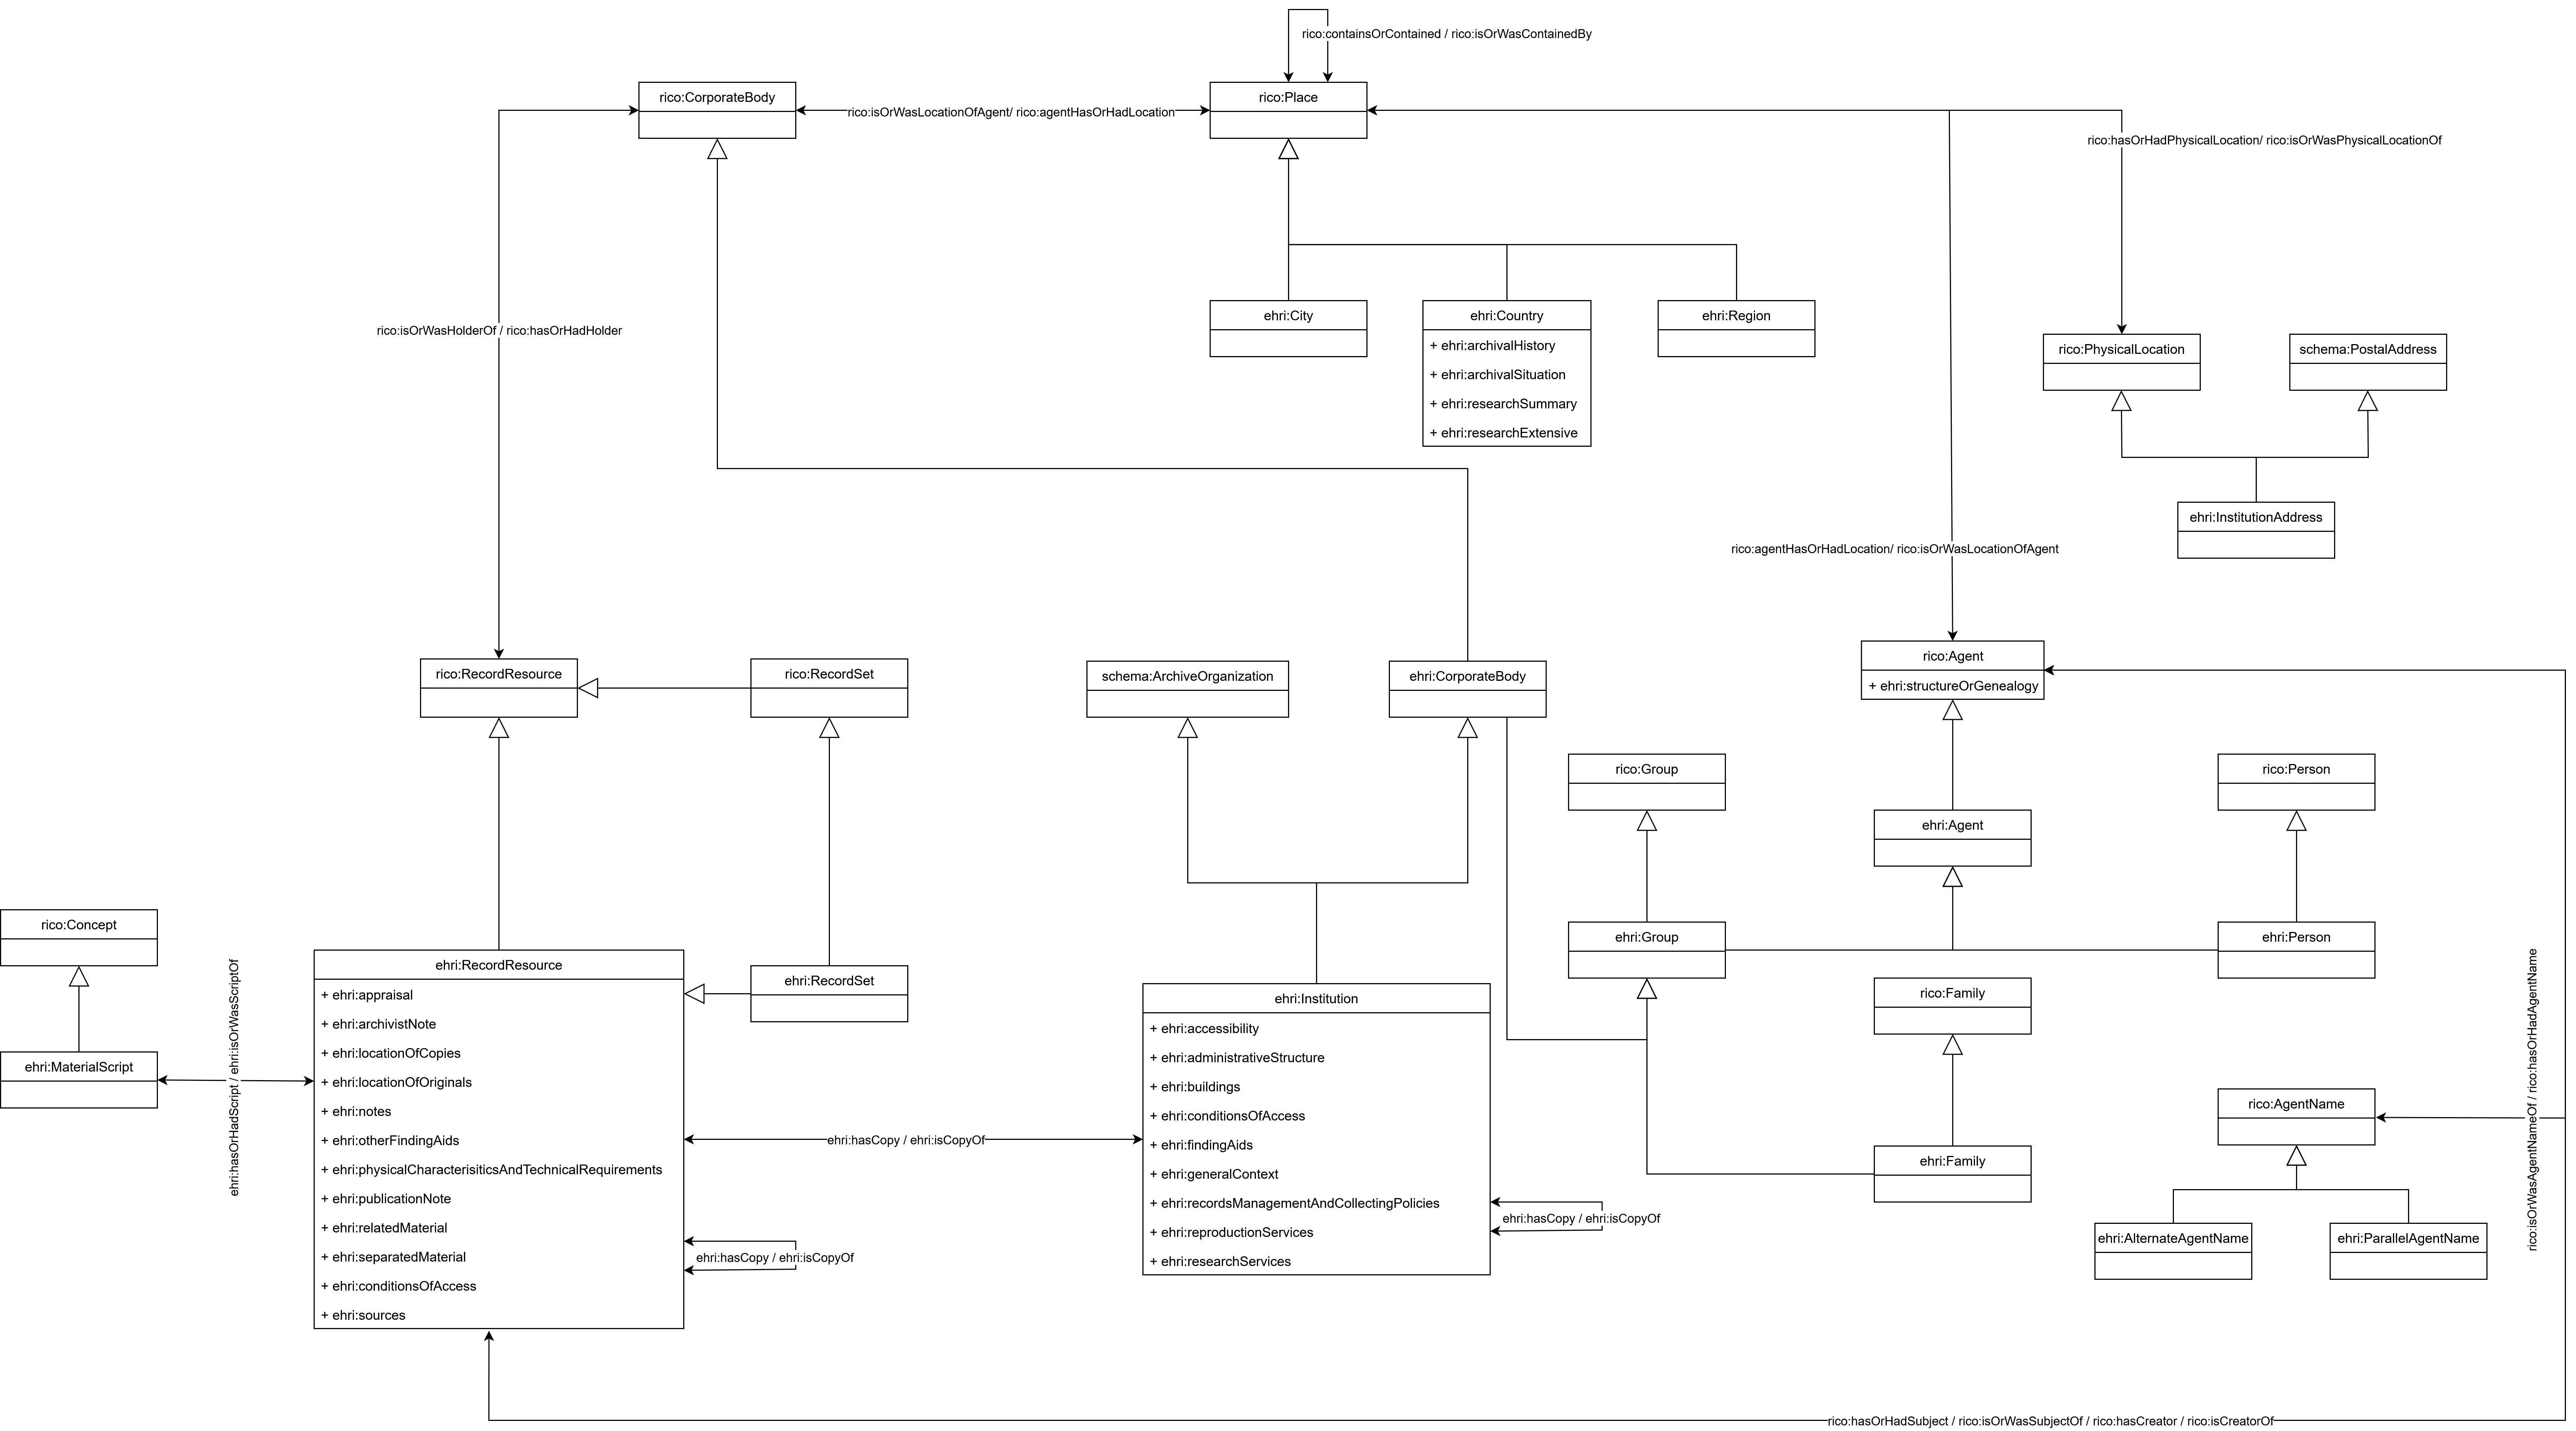 rico:containsOrContained / rico:isOrWasContainedBy
rico:CorporateBody
rico:isOrWasLocationOfAgent/ rico:agentHasOrHadLocation
rico:Place
rico:hasOrHadPhysicalLocation/ rico:isOrWasPhysicalLocationOf
rico:isOrWasHolderOf / rico:hasOrHadHolder
ehri:City
ehri:Country
+ ehri:archivalHistory
+ ehri:archivalSituation
+ ehri:researchSummary
+ ehri:researchExtensive
ehri:Region
rico:PhysicalLocation
schema:PostalAddress
ehri:InstitutionAddress
rico:agentHasOrHadLocation/ rico:isOrWasLocationOfAgent
rico:RecordResource
rico:RecordSet
schema:ArchiveOrganization
ehri:CorporateBody
rico:Agent
+ ehri:structureOrGenealogy
rico:Group
rico:Person
ehri:Agent
rico:Concept
ehri:MaterialScript
ehri:hasOrHadScript / ehri:isOrWasScriptOf
ehri:RecordResource
+ ehri:appraisal
+ ehri:archivistNote
+ ehri:locationOfCopies
+ ehri:locationOfOriginals
+ ehri:notes
+ ehri:otherFindingAids
+ ehri:physicalCharacterisiticsAndTechnicalRequirements
+ ehri:publicationNote
+ ehri:relatedMaterial
+ ehri:separatedMaterial
+ ehri:conditionsOfAccess
+ ehri:sources
ehri:RecordSet
ehri:hasCopy / ehri:isCopyOf
ehri:hasCopy / ehri:isCopyOf
ehri:Institution
+ ehri:accessibility
+ ehri:administrativeStructure
+ ehri:buildings
+ ehri:conditionsOfAccess
+ ehri:findingAids
+ ehri:generalContext
+ ehri:recordsManagementAndCollectingPolicies
+ ehri:reproductionServices
+ ehri:researchServices
ehri:hasCopy / ehri:isCopyOf
ehri:Group
ehri:Person
rico:Family
ehri:Family
rico:AgentName
ehri:AlternateAgentName
ehri:ParallelAgentName
rico:isOrWasAgentNameOf / rico:hasOrHadAgentName
rico:hasOrHadSubject / rico:isOrWasSubjectOf / rico:hasCreator / rico:isCreatorOf